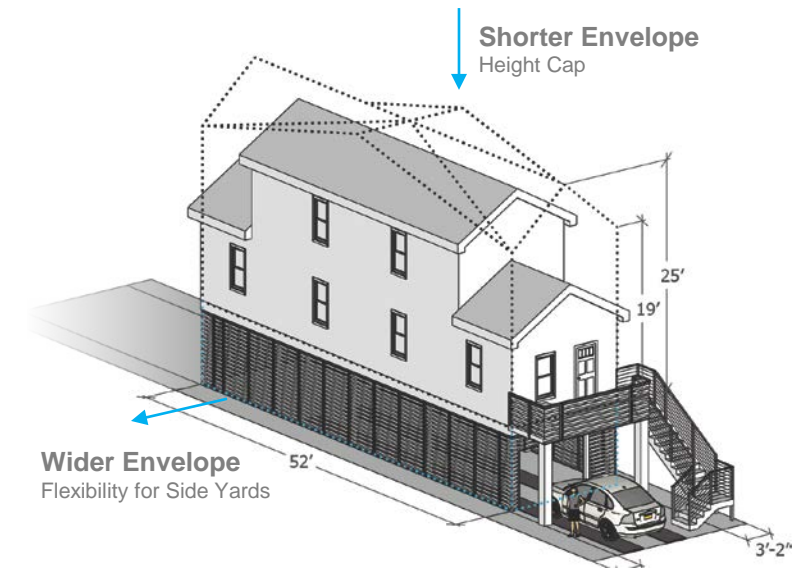 Shorter Envelope
Height Cap
25′
19′
Wider Envelope
Flexibility for Side Yards
52′
3′-2″